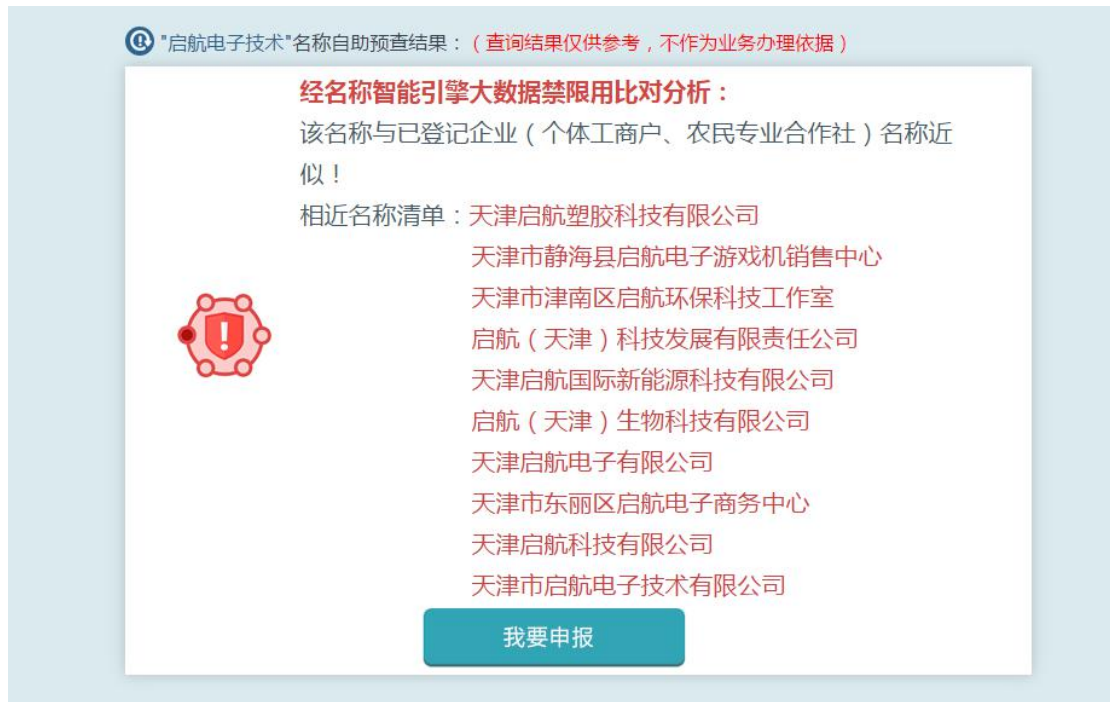 "启航电子技术"名称自助预查结果：（查询结果仅供参考，不作为业务办理依据）
经名称智能引擎大数据禁限用比对分析：
该名称与已登记企业（个体工商户、农民专业合作社）名称近
似！
相近名称清单：天津启航塑胶科技有限公司
天津市静海县启航电子游戏机销售中心
天津市津南区启航环保科技工作室
启航（天津）科技发展有限责任公司
天津启航国际新能源科技有限公司
启航（天津）生物科技有限公司
天津启航电子有限公司
天津市东丽区启航电子商务中心
天津启航科技有限公司
天津市启航电子技术有限公司
我要申报